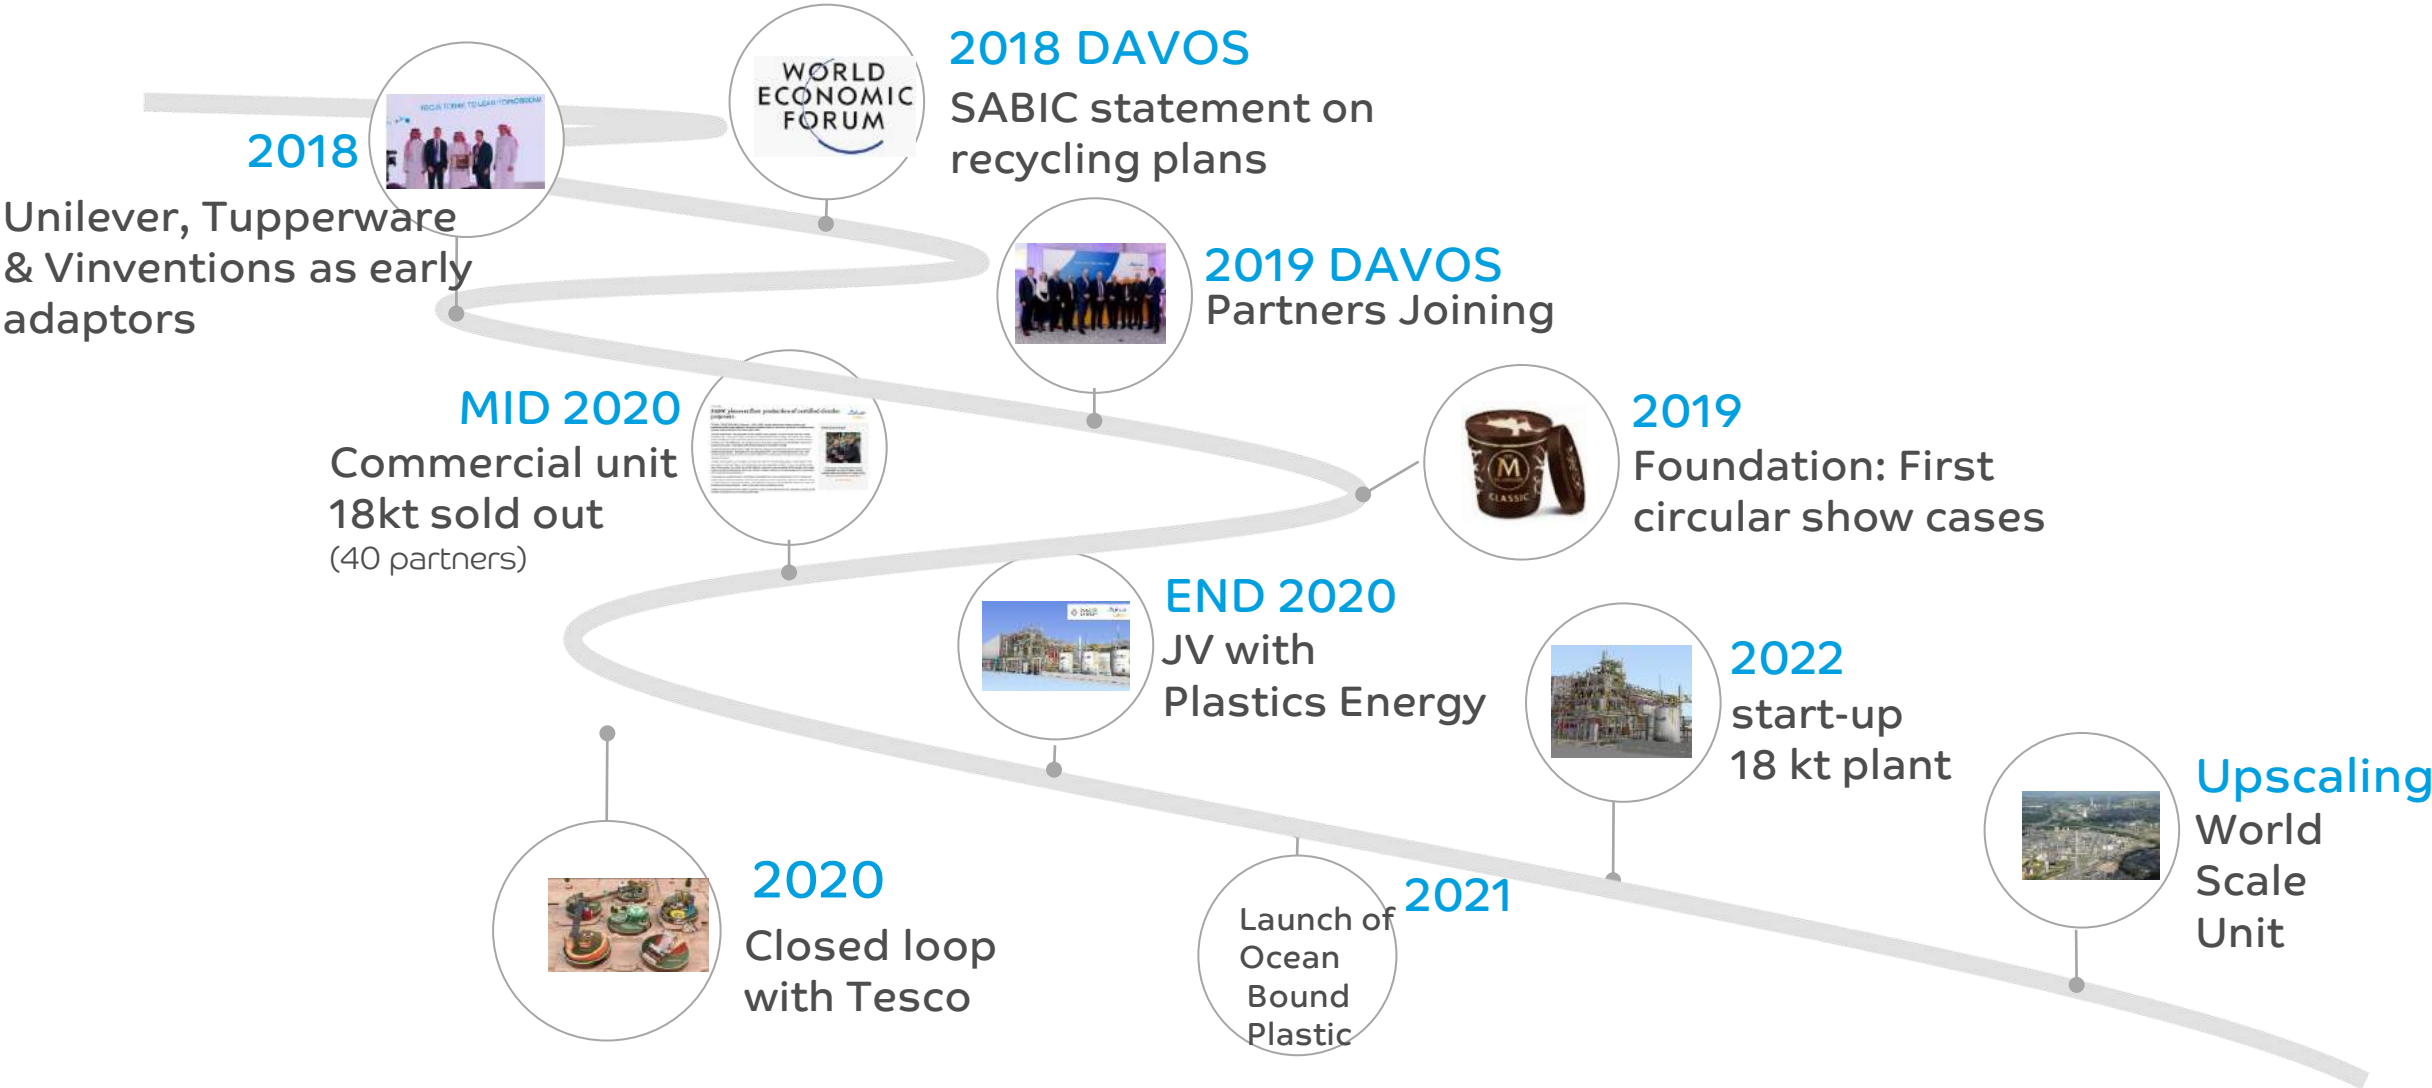 2018 DAVOS
SABIC statement on
recycling plans
WORLD
ECONOMIC
FORUM
2018
Unilever, Tupperware
& Vinventions as early
adaptors
2019 DAVOS
Partners Joining
2019
Foundation: First
circular show cases
M
CLASSIC
MID 2020
Commercial unit
18kt sold out
(40 partners)
END 2020
JV with
Plastics Energy
2020
Closed loop
with Tesco
2021
Launch of
Ocean
Bound
Plastic
2022
start-up
18 kt plant
Upscaling
World
Scale
Unit